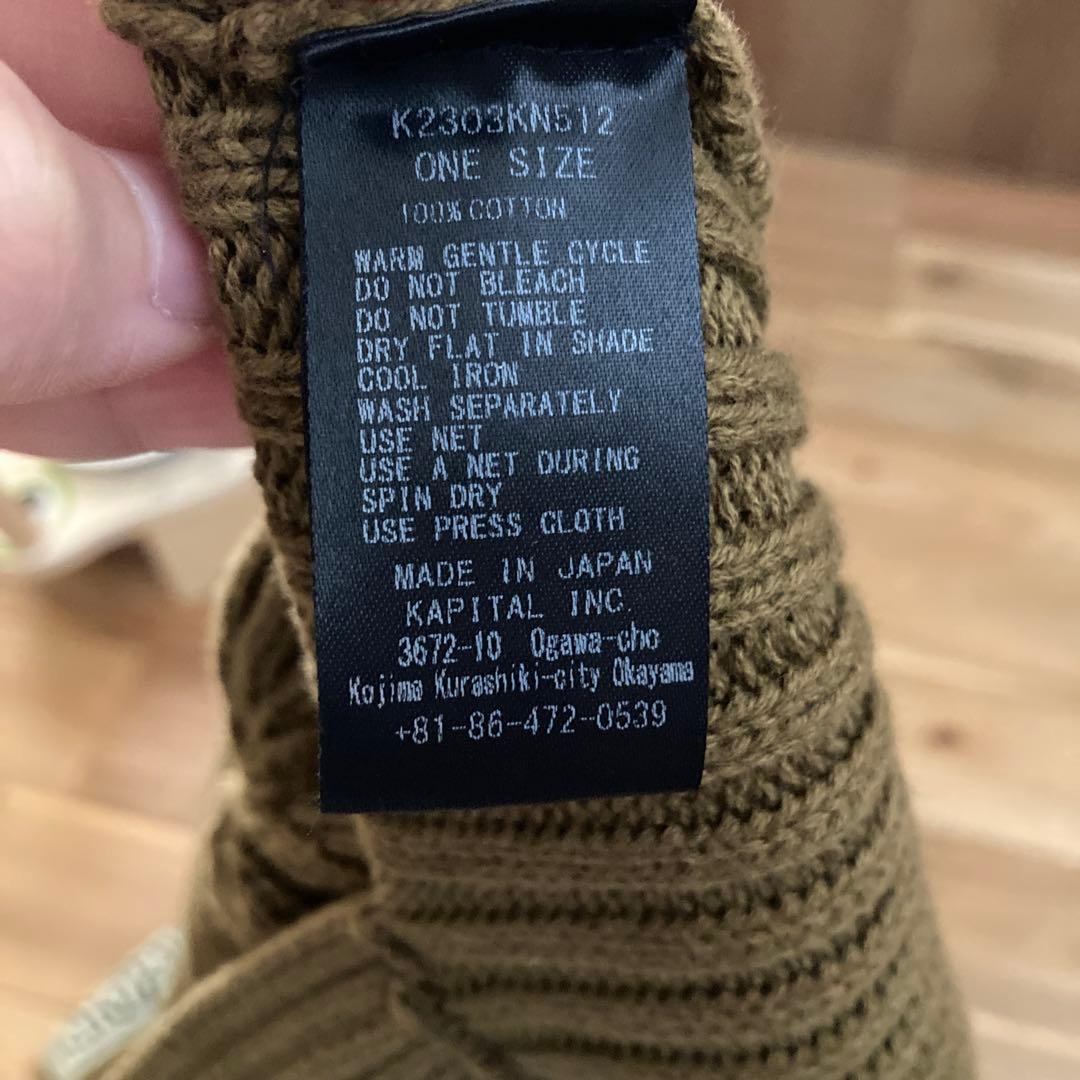 K2303KN512
ONE SIZE
100% COTTON
WARM GENTLE CYCLE
DO NOT BLEACH
DO NOT TUMBLE
DRY FLAT IN SHADE
COOL IRON
WASH SEPARATELY
USE NET
USE A NET DURING
SPIN DRY
USE PRESS CLOTH
MADE IN JAPAN
KAPITAL INC.
3672-10 Ogawa-cho
Kojima Kurashiki-city Okayama
+81-86-472-0539